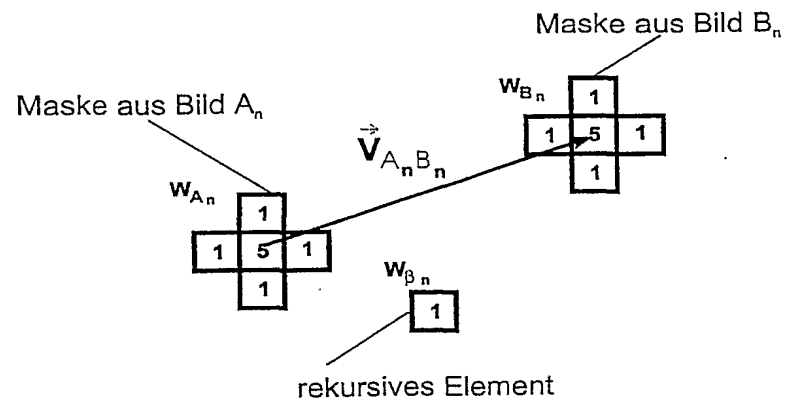 Maske aus Bild Bn
WBn
1
1 5 1
1
Maske aus Bild An
VAnBn
WAn
1
1 5 1
1
Wβn
1
rekursives Element